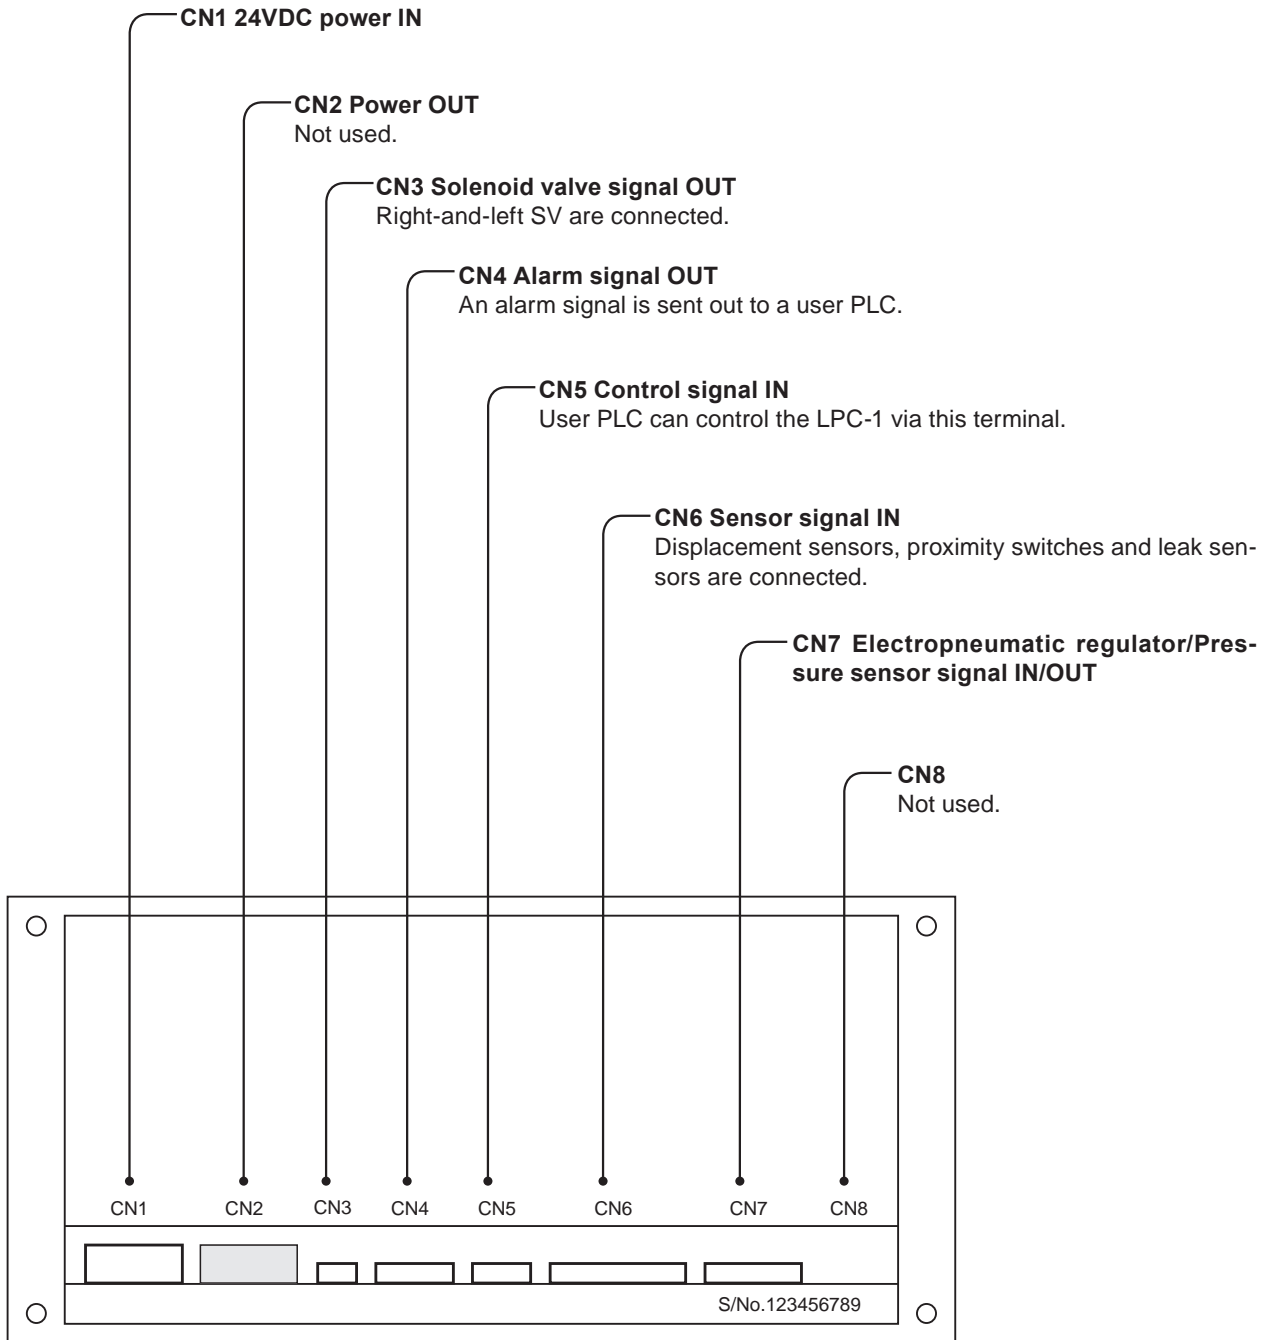 CN1 24VDC power IN
CN2 Power OUT
Not used.
CN3 Solenoid valve signal OUT
Right-and-left SV are connected.
CN4 Alarm signal OUT
An alarm signal is sent out to a user PLC.
CN5 Control signal IN
User PLC can control the LPC-1 via this terminal.
CN6 Sensor signal IN
Displacement sensors, proximity switches and leak sen-
sors are connected.
CN7 Electropneumatic regulator/Pres-
sure sensor signal IN/OUT
CN8
Not used.
CN1 CN2 CN3 CN4 CN5 CN6 CN7 CN8
S/No.123456789